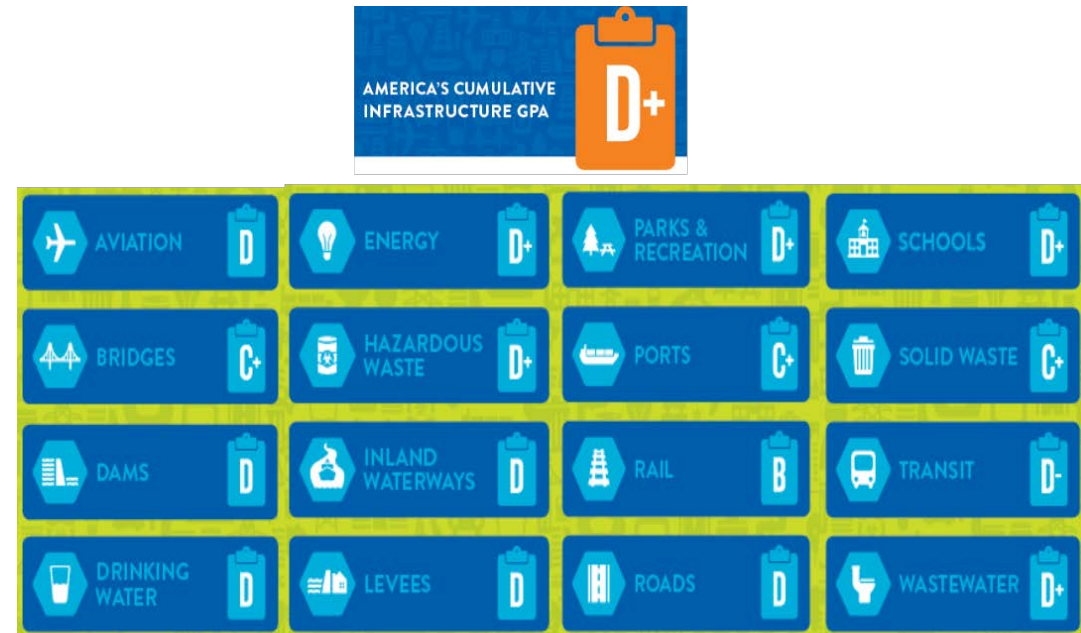 AMERICA'S CUMULATIVE
INFRASTRUCTURE GPA
D+
AVIATION
D
ENERGY
D+
PARKS &
RECREATION
D+
SCHOOLS
D+
BRIDGES
C+
HAZARDOUS
WASTE
D+
PORTS
C+
SOLID WASTE
C+
DAMS
D
INLAND
WATERWAYS
D
RAIL
B
TRANSIT
D-
DRINKING
WATER
D
LEVEES
D
ROADS
D
WASTEWATER
D+